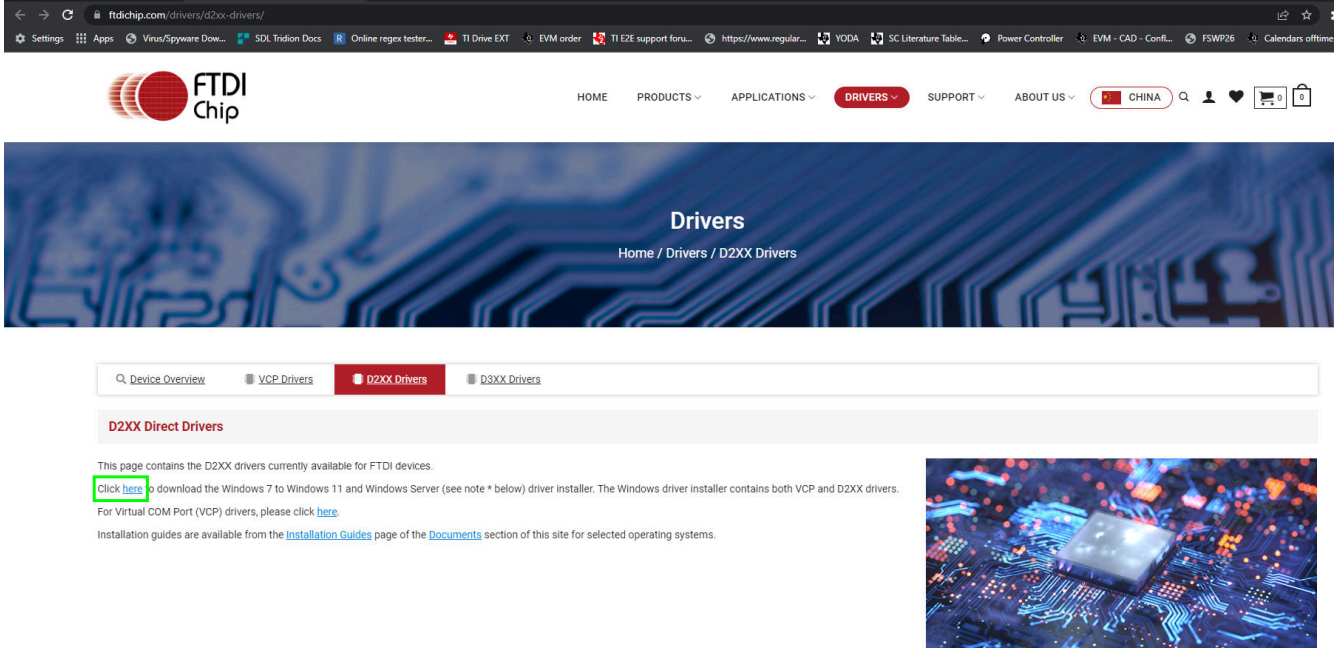 ftdichip.com/drivers/d2xx-drivers/
Settings Apps Virus/Spyware Dow... SDL Tridion Docs R Online regex tester... TI Drive EXT EVM order TI E2E support foru... https://www.regular... YODA SC Literature Table... Power Controller EVM - CAD - Confl... FSWP26 Calendars offtime
FTDI
Chip
HOME PRODUCTS APPLICATIONS DRIVERS SUPPORT ABOUT US CHINA 0 0
Drivers
Home / Drivers / D2XX Drivers
Device Overview VCP Drivers D2XX Drivers D3XX Drivers
D2XX Direct Drivers
This page contains the D2XX drivers currently available for FTDI devices.
Click here to download the Windows 7 to Windows 11 and Windows Server (see note * below) driver installer. The Windows driver installer contains both VCP and D2XX drivers.
For Virtual COM Port (VCP) drivers, please click here.
Installation guides are available from the Installation Guides page of the Documents section of this site for selected operating systems.